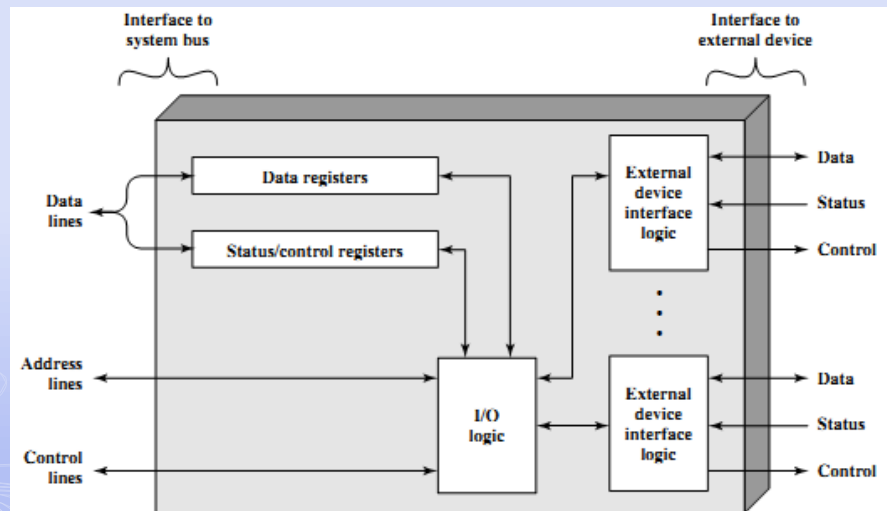 Interface to
system bus
Interface to
external device
Data registers
Status/control registers
Data
lines
External
device
interface
logic
Data
Status
Control
Address
lines
Control
lines
I/O
logic
External
device
interface
logic
Data
Status
Control